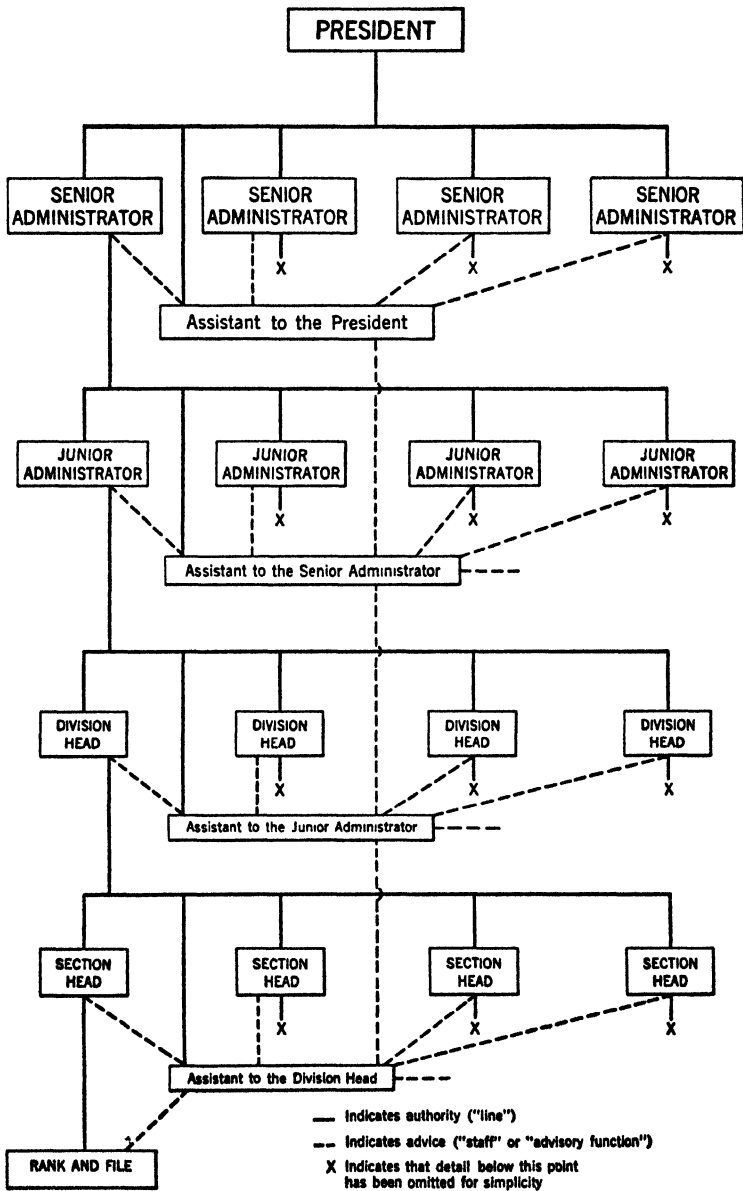 PRESIDENT
SENIOR
ADMINISTRATOR
SENIOR
ADMINISTRATOR
SENIOR
ADMINISTRATOR
SENIOR
ADMINISTRATOR
X
X
X
Assistant to the President
JUNIOR
ADMINISTRATOR
JUNIOR
ADMINISTRATOR
JUNIOR
ADMINISTRATOR
JUNIOR
ADMINISTRATOR
X
X
X
Assistant to the Senior Administrator
DIVISION
HEAD
DIVISION
HEAD
DIVISION
HEAD
DIVISION
HEAD
X
X
X
Assistant to the Junior Administrator
SECTION
HEAD
SECTION
HEAD
SECTION
HEAD
SECTION
HEAD
X
X
X
Assistant to the Division Head
RANK AND FILE
Indicates authority ("line")
Indicates advice ("staff" or "advisory function")
X Indicates that detail below this point
has been omitted for simplicity